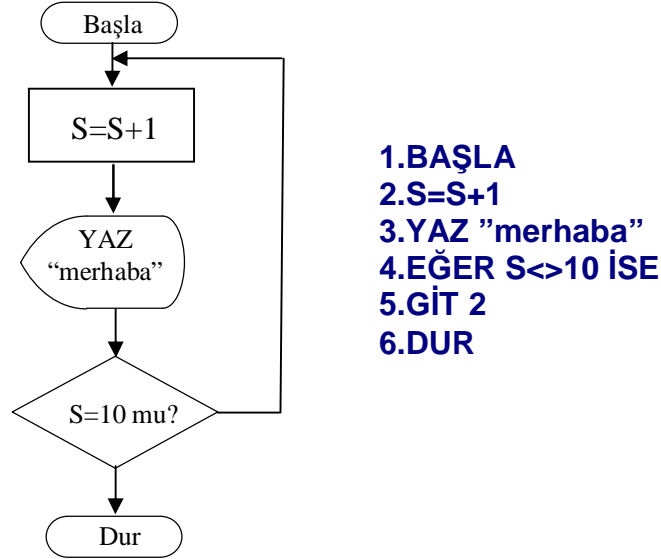 Başla
S=S+1
YAZ
“merhaba”
S=10 mu?
Dur
1.BAŞLA
2.S=S+1
3.YAZ ”merhaba”
4.EĞER S<>10 İSE
5.GİT 2
6.DUR